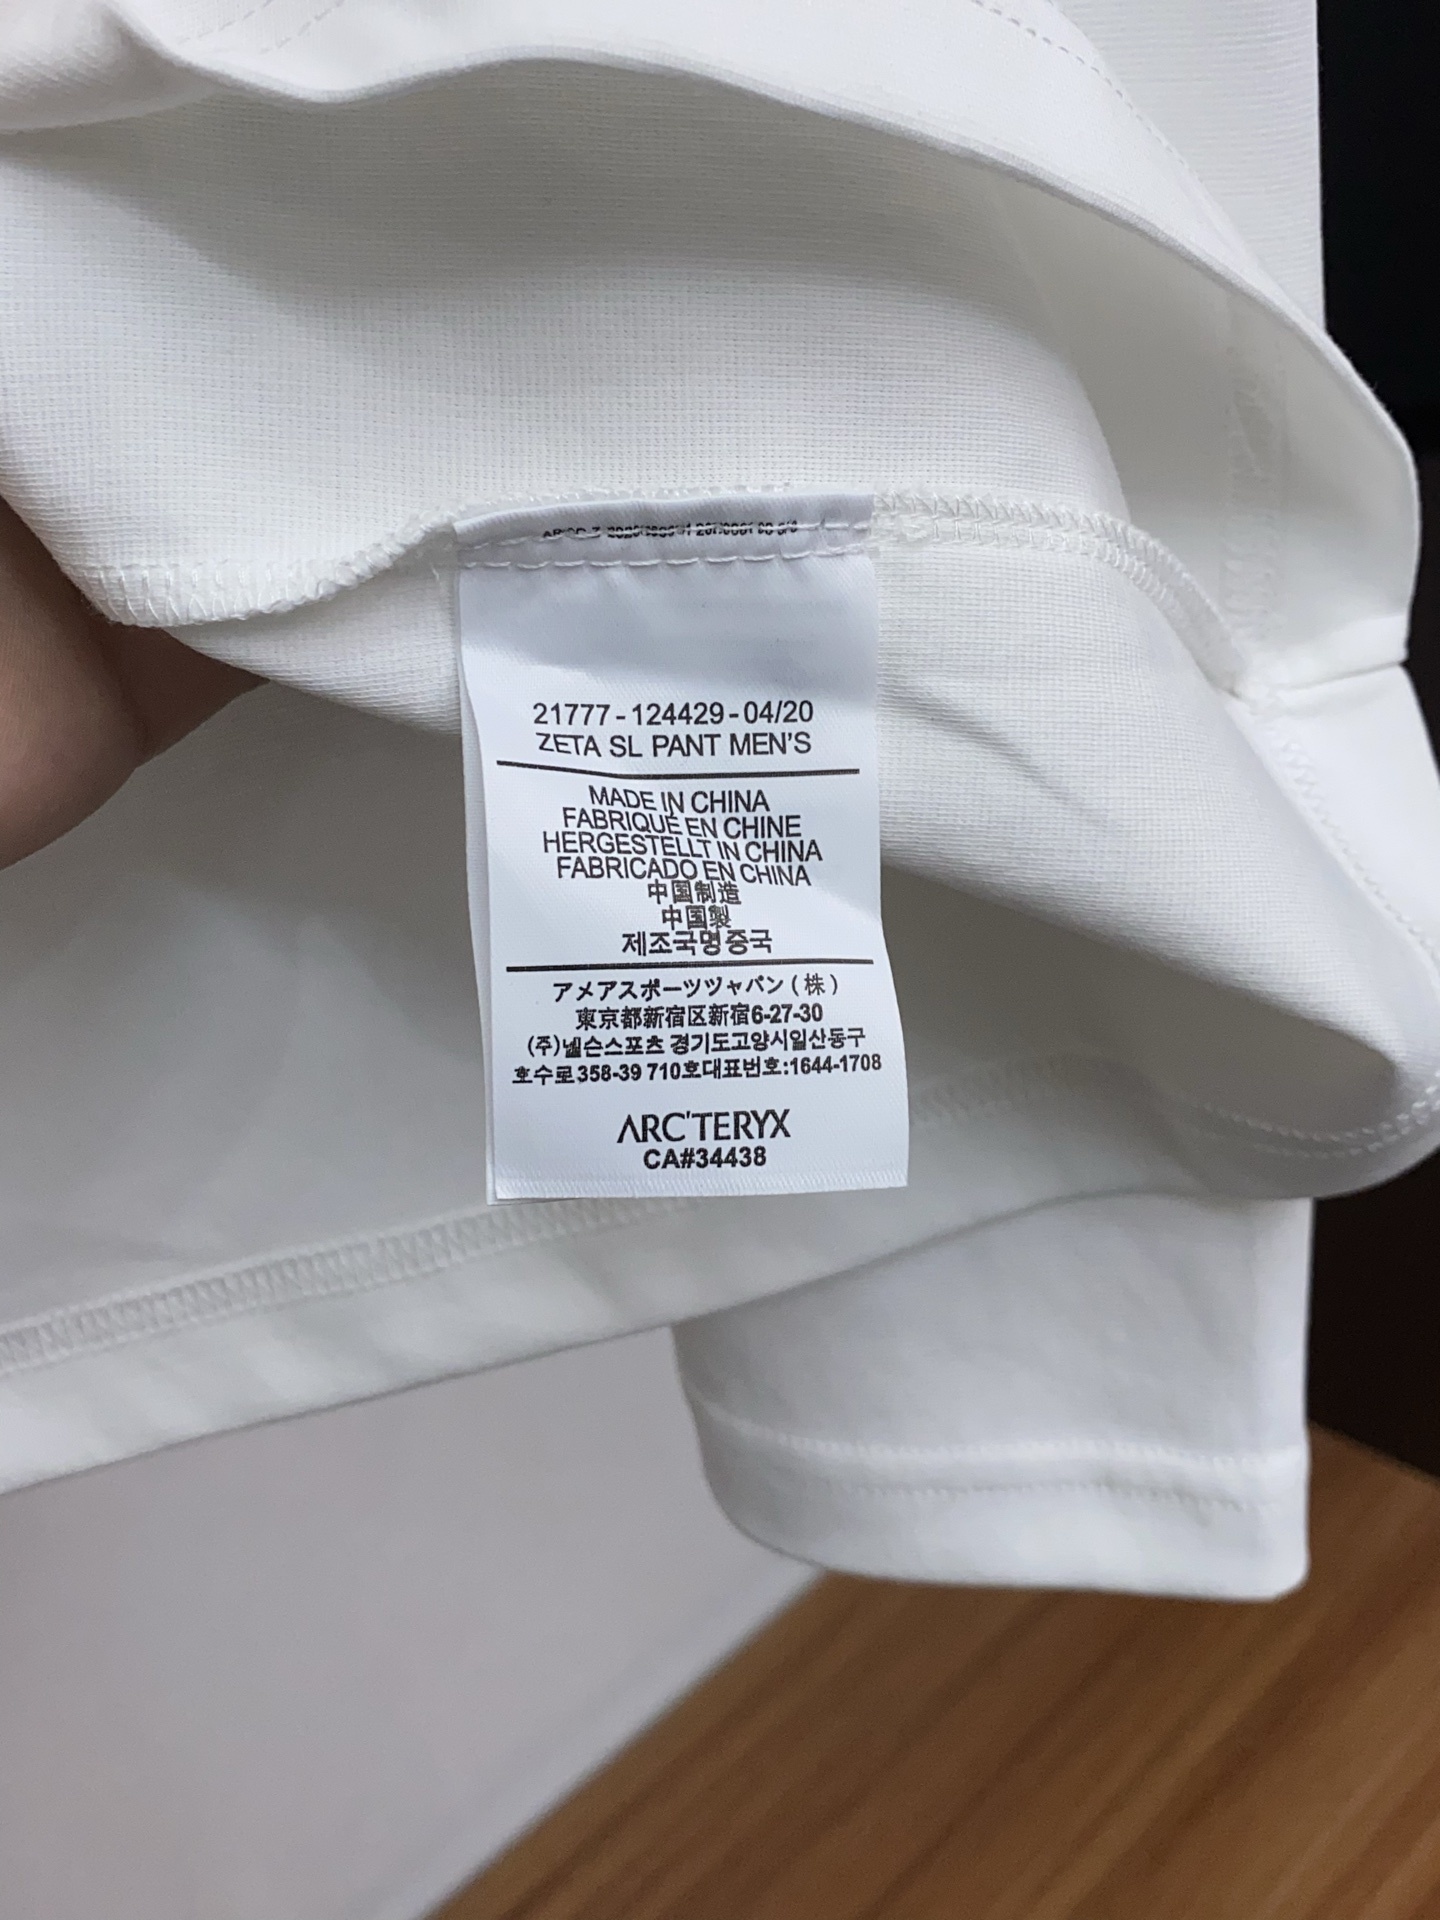 21777 - 124429 - 04/20
ZETA SL PANT MEN'S
MADE IN CHINA
FABRIQUÉ EN CHINE
HERGESTELLT IN CHINA
FABRICADO EN CHINA
中国制造
中国製
제조국명중국
アメアスポーツジャパン(株)
東京都新宿区新宿6-27-30
(주)넬슨스포츠 경기도고양시일산동구
호수로358-39 710호대표번호:1644-1708
ARC'TERYX
CA#34438